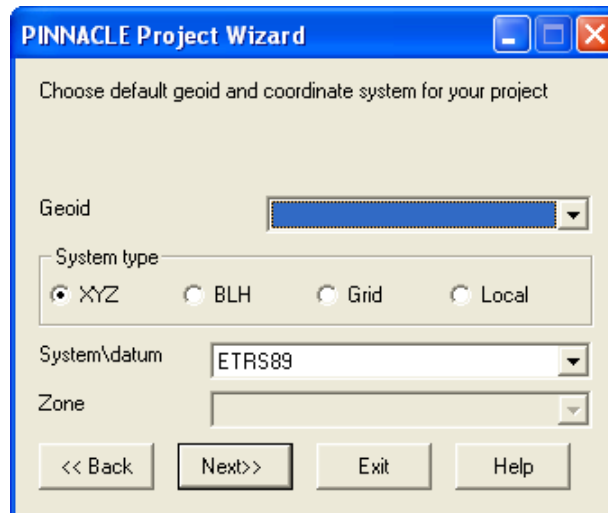 PINNACLE Project Wizard
Choose default geoid and coordinate system for your project
Geoid
System type
XYZ BLH Grid Local
System\datum ETRS89
Zone
<< Back Next>> Exit Help